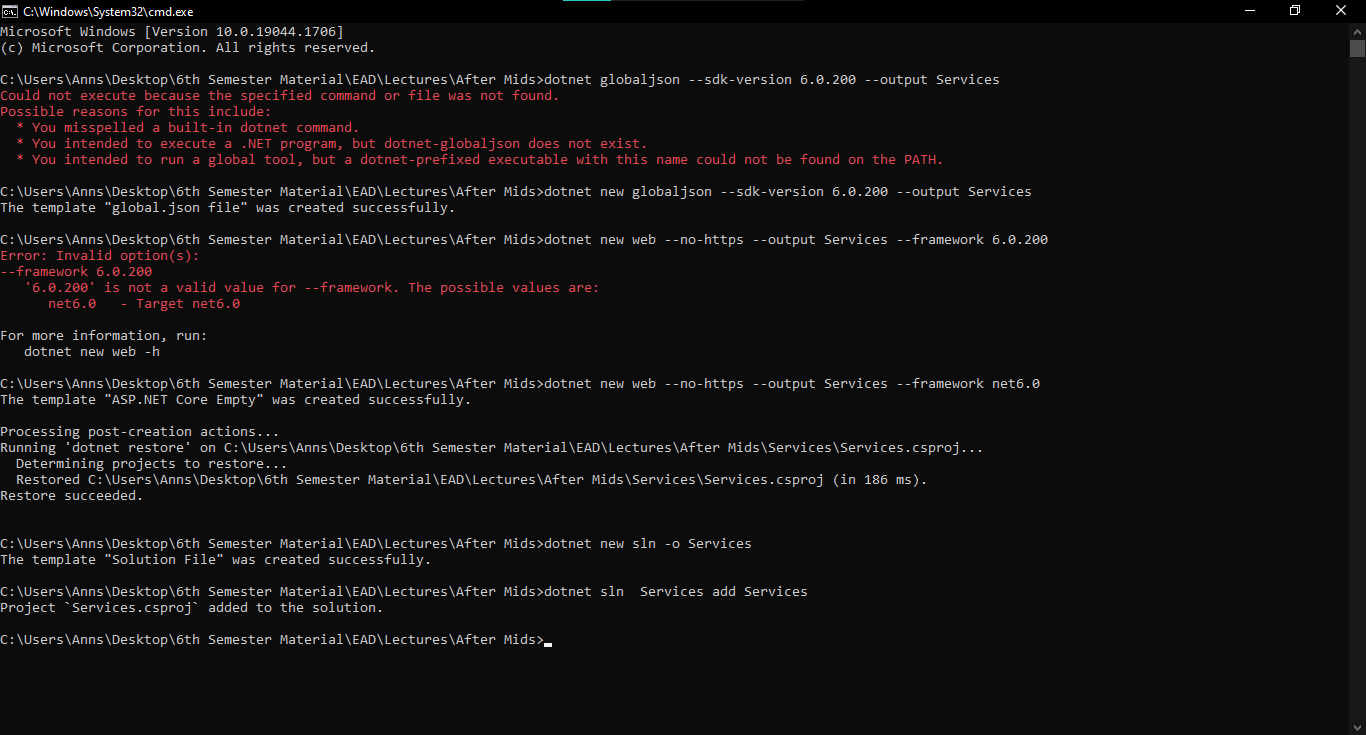 C:\Windows\System32\cmd.exe
Microsoft Windows [Version 10.0.19044.1706]
(c) Microsoft Corporation. All rights reserved.
C:\Users\Anns\Desktop\6th Semester Material\EAD\Lectures\After Mids>dotnet globaljson --sdk-version 6.0.200 --output Services
Could not execute because the specified command or file was not found.
Possible reasons for this include:
  * You misspelled a built-in dotnet command.
  * You intended to execute a .NET program, but dotnet-globaljson does not exist.
  * You intended to run a global tool, but a dotnet-prefixed executable with this name could not be found on the PATH.
C:\Users\Anns\Desktop\6th Semester Material\EAD\Lectures\After Mids>dotnet new globaljson --sdk-version 6.0.200 --output Services
The template "global.json file" was created successfully.
C:\Users\Anns\Desktop\6th Semester Material\EAD\Lectures\After Mids>dotnet new web --no-https --output Services --framework 6.0.200
Error: Invalid option(s):
--framework 6.0.200
   '6.0.200' is not a valid value for --framework. The possible values are:
      net6.0   - Target net6.0
For more information, run:
   dotnet new web -h
C:\Users\Anns\Desktop\6th Semester Material\EAD\Lectures\After Mids>dotnet new web --no-https --output Services --framework net6.0
The template "ASP.NET Core Empty" was created successfully.
Processing post-creation actions...
Running 'dotnet restore' on C:\Users\Anns\Desktop\6th Semester Material\EAD\Lectures\After Mids\Services\Services.csproj...
  Determining projects to restore...
  Restored C:\Users\Anns\Desktop\6th Semester Material\EAD\Lectures\After Mids\Services\Services.csproj (in 186 ms).
Restore succeeded.
C:\Users\Anns\Desktop\6th Semester Material\EAD\Lectures\After Mids>dotnet new sln -o Services
The template "Solution File" was created successfully.
C:\Users\Anns\Desktop\6th Semester Material\EAD\Lectures\After Mids>dotnet sln  Services add Services
Project `Services.csproj` added to the solution.
C:\Users\Anns\Desktop\6th Semester Material\EAD\Lectures\After Mids>